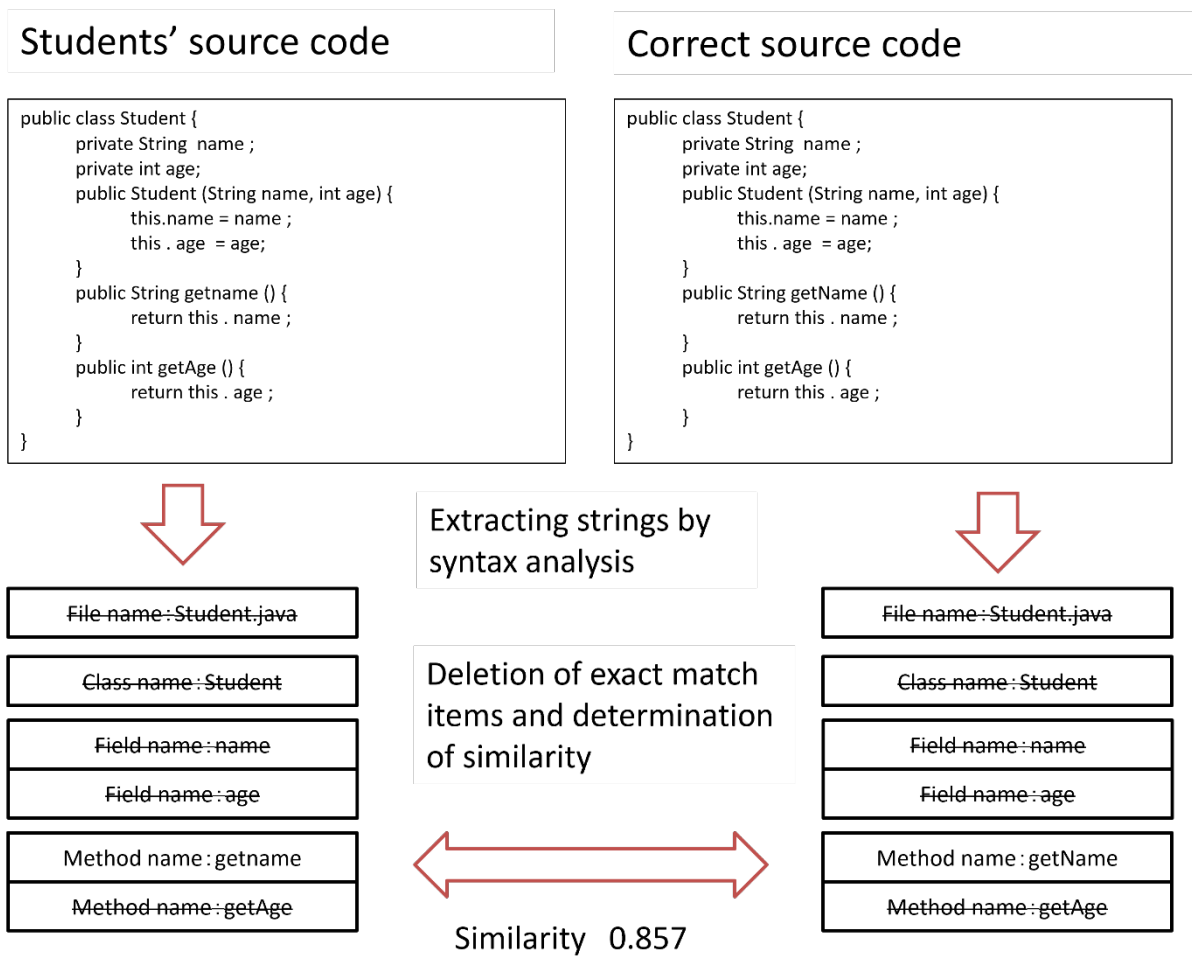 Students’ source code
public class Student {
private String  name ;
private int age;
public Student (String name, int age) {
this.name = name ;
this . age  = age;
}
public String getname () {
return this . name ;
}
public int getAge () {
return this . age ;
}
}
Correct source code
public class Student {
private String  name ;
private int age;
public Student (String name, int age) {
this.name = name ;
this . age  = age;
}
public String getName () {
return this . name ;
}
public int getAge () {
return this . age ;
}
}
Extracting strings by
syntax analysis
File name：Student.java
Class name：Student
Field name：name
Field name：age
Method name：getname
Method name：getAge
Deletion of exact match
items and determination
of similarity
Similarity   0.857
File name：Student.java
Class name：Student
Field name：name
Field name：age
Method name：getName
Method name：getAge